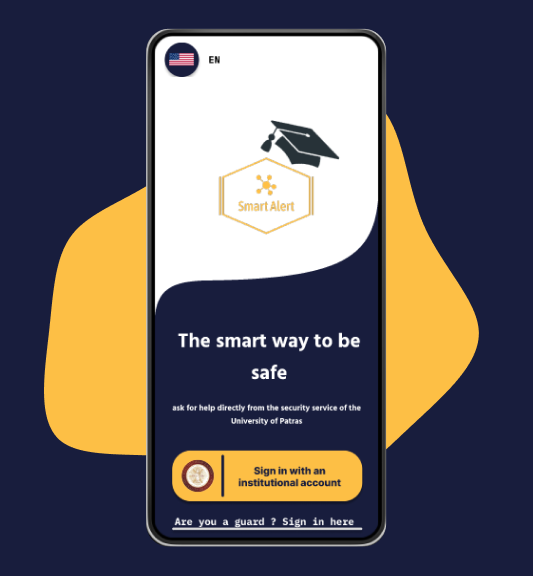 EN
Smart Alert
The smart way to be
safe
ask for help directly from the security service of the
University of Patras
Sign in with an
institutional account
Are you a guard ? Sign in here